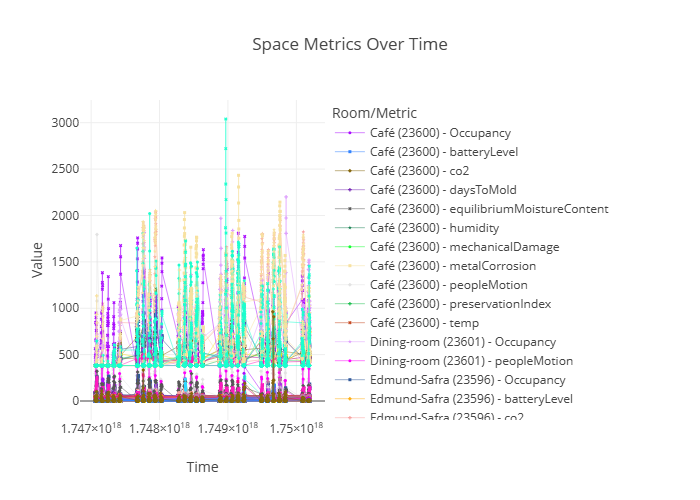 Space Metrics Over Time
Room/Metric
Café (23600) - Occupancy
Café (23600) - batteryLevel
Café (23600) - co2
Café (23600) - daysToMold
Café (23600) - equilibriumMoistureContent
Café (23600) - humidity
Café (23600) - mechanicalDamage
Café (23600) - metalCorrosion
Café (23600) - peopleMotion
Café (23600) - preservationIndex
Café (23600) - temp
Dining-room (23601) - Occupancy
Dining-room (23601) - peopleMotion
Edmund-Safra (23596) - Occupancy
Edmund-Safra (23596) - batteryLevel
Edmund-Safra (23596) - co2
Value
3000
2500
2000
1500
1000
500
0
1.747×10¹⁸ 1.748×10¹⁸ 1.749×10¹⁸ 1.75×10¹⁸
Time